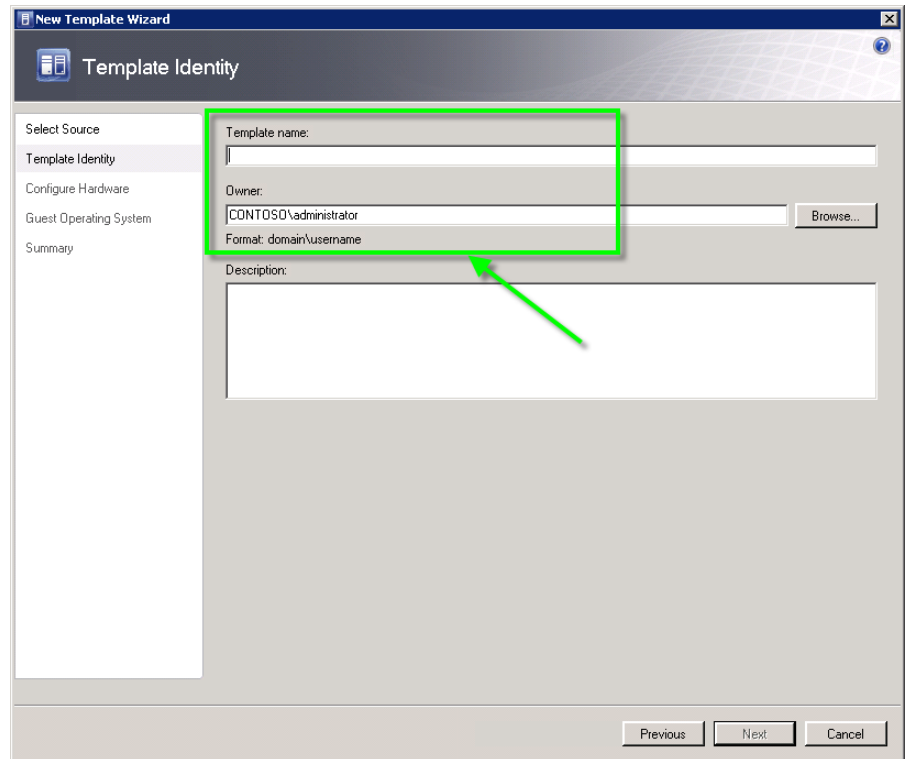 New Template Wizard
Template Identity
Select Source
Template Identity
Configure Hardware
Guest Operating System
Summary
Template name:
Owner:
CONTOSO\administrator
Browse...
Format: domain\username
Description:
Previous
Next
Cancel